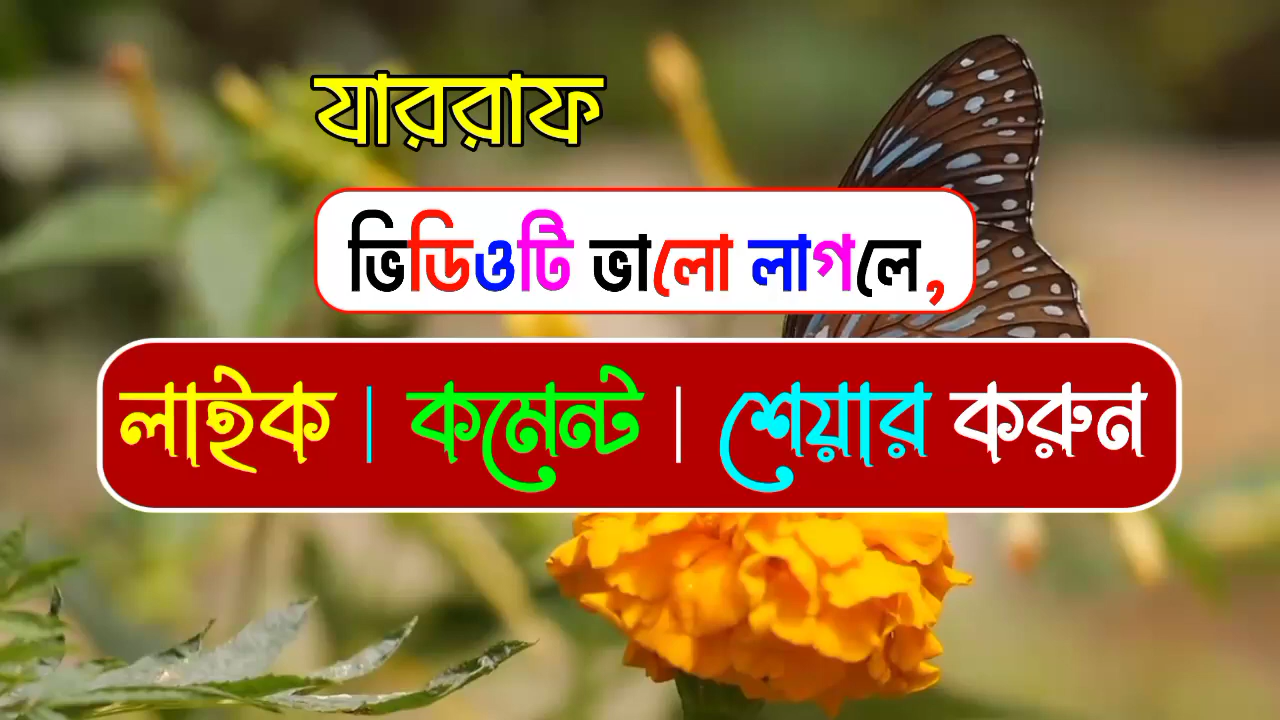 যাররাফ
ভিডিওটি ভালো লাগলে,
লাইক | কমেন্ট | শেয়ার করুন